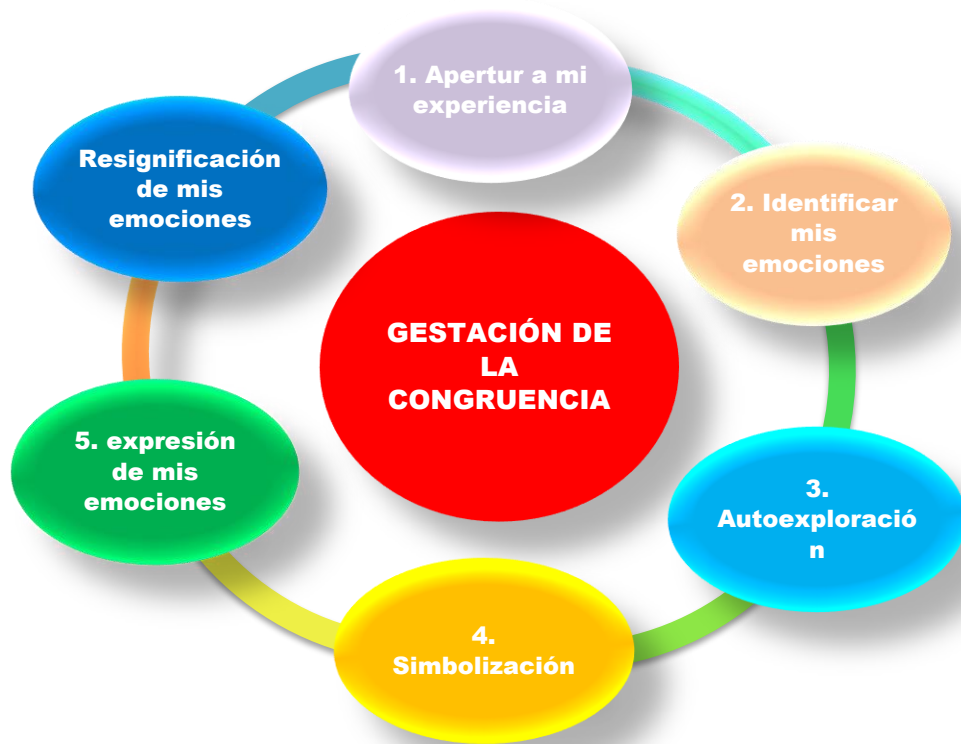 1. Apertur a mi
experiencia
2. Identificar
mis
emociones
3.
Autoexploració
n
4.
Simbolización
5. expresión
de mis
emociones
Resignificación
de mis
emociones
GESTACIÓN DE
LA
CONGRUENCIA